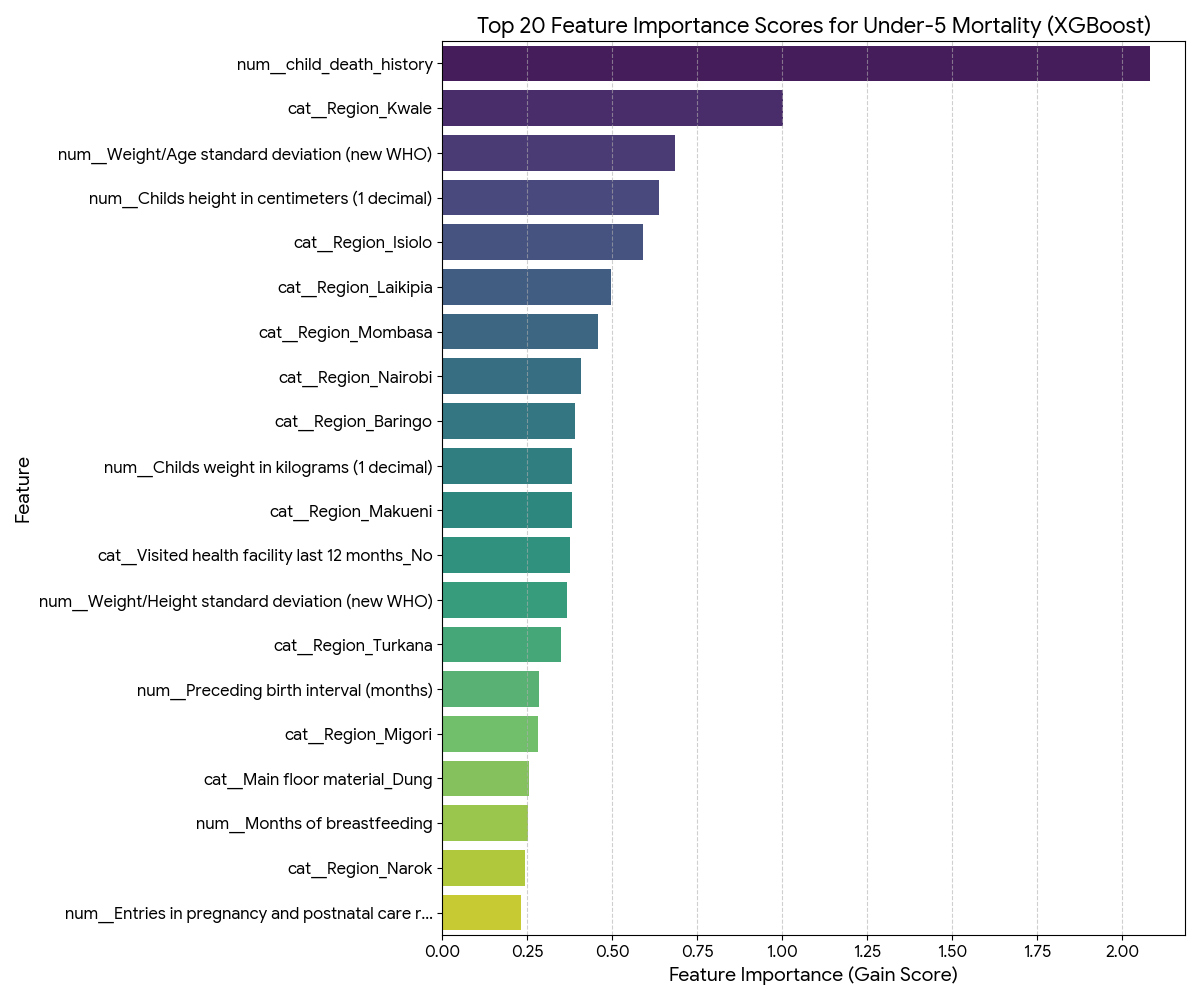 Top 20 Feature Importance Scores for Under-5 Mortality (XGBoost)
num__child_death_history
cat__Region_Kwale
num__Weight/Age standard deviation (new WHO)
num__Childs height in centimeters (1 decimal)
cat__Region_Isiolo
cat__Region_Laikipia
cat__Region_Mombasa
cat__Region_Nairobi
cat__Region_Baringo
num__Childs weight in kilograms (1 decimal)
cat__Region_Makueni
cat__Visited health facility last 12 months_No
num__Weight/Height standard deviation (new WHO)
cat__Region_Turkana
num__Preceding birth interval (months)
cat__Region_Migori
cat__Main floor material_Dung
num__Months of breastfeeding
cat__Region_Narok
num__Entries in pregnancy and postnatal care r...
Feature
0.00 0.25 0.50 0.75 1.00 1.25 1.50 1.75 2.00
Feature Importance (Gain Score)